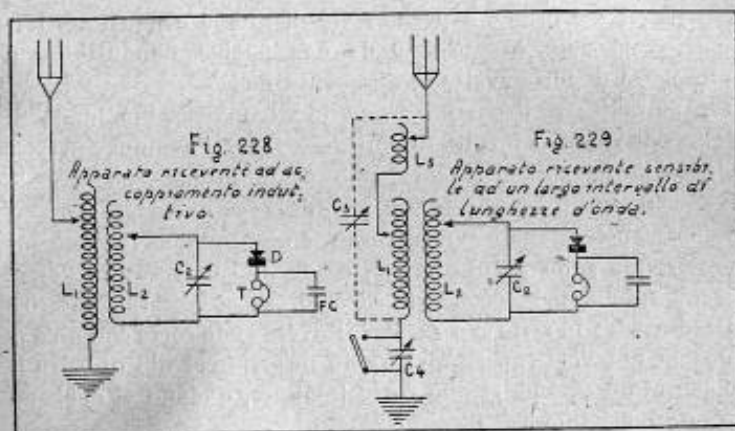 Fig. 228
Apparato ricevente ad ac,
coppiamento indut,
tivo.
L1
L2
C2
D
T
FC
Fig. 229
Apparato ricevente sensibi,
le ad un largo intervallo di
lunghezze d'onda.
L3
C3
L1
L2
C2
C4